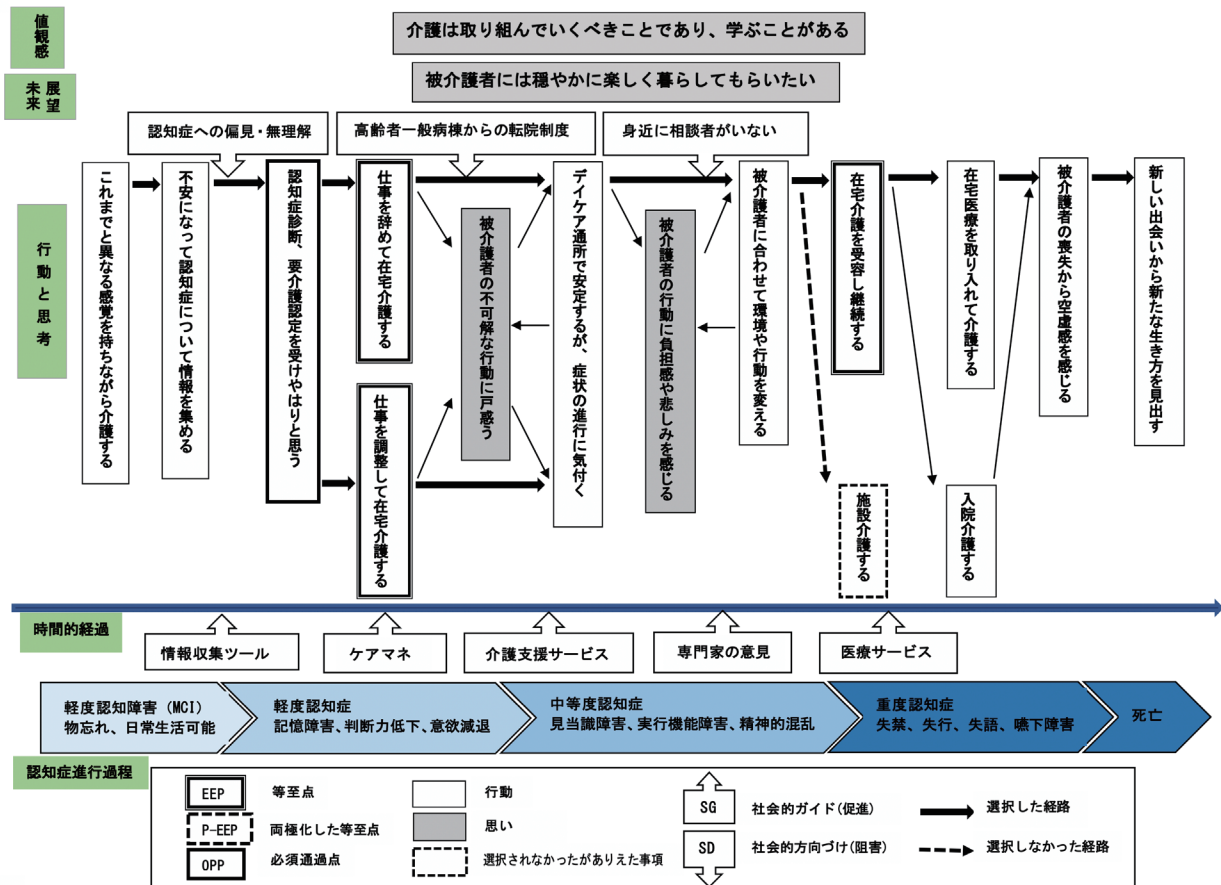 価値観
介護は取り組んでいくべきことであり、学ぶことがある
未来
展望
被介護者には穏やかに楽しく暮らしてもらいたい
認知症への偏見・無理解
高齢者一般病棟からの転院制度
身近に相談者がいない
行動と思考
これまでと異なる感覚を持ちながら介護する
不安になって認知症について情報を集める
認知症診断、要介護認定を受けやはりと思う
仕事を辞めて在宅介護する
仕事を調整して在宅介護する
被介護者の不可解な行動に戸惑う
デイケア通所で安定するが、症状の進行に気付く
被介護者の行動に負担感や悲しみを感じる
被介護者に合わせて環境や行動を変える
在宅介護を受容し継続する
施設介護する
在宅医療を取り入れて介護する
入院介護する
被介護者の喪失から空虚感を感じる
新しい出会いから新たな生き方を見出す
時間的経過
情報収集ツール
ケアマネ
介護支援サービス
専門家の意見
医療サービス
軽度認知障害（MCI）
物忘れ、日常生活可能
軽度認知症
記憶障害、判断力低下、意欲減退
中等度認知症
見当識障害、実行機能障害、精神的混乱
重度認知症
失禁、失行、失語、嚥下障害
死亡
認知症進行過程
EEP
等至点
P-EEP
両極化した等至点
OPP
必須通過点
行動
思い
選択されなかったがありえた事項
SG
社会的ガイド(促進)
SD
社会的方向づけ(阻害)
選択した経路
選択しなかった経路